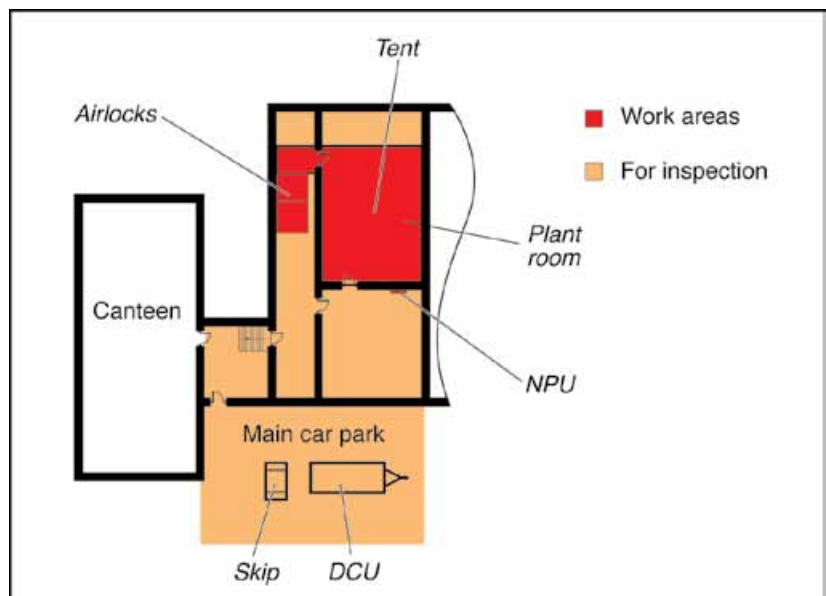 Tent
Airlocks
Work areas
For inspection
Plant
room
Canteen
NPU
Main car park
Skip
DCU